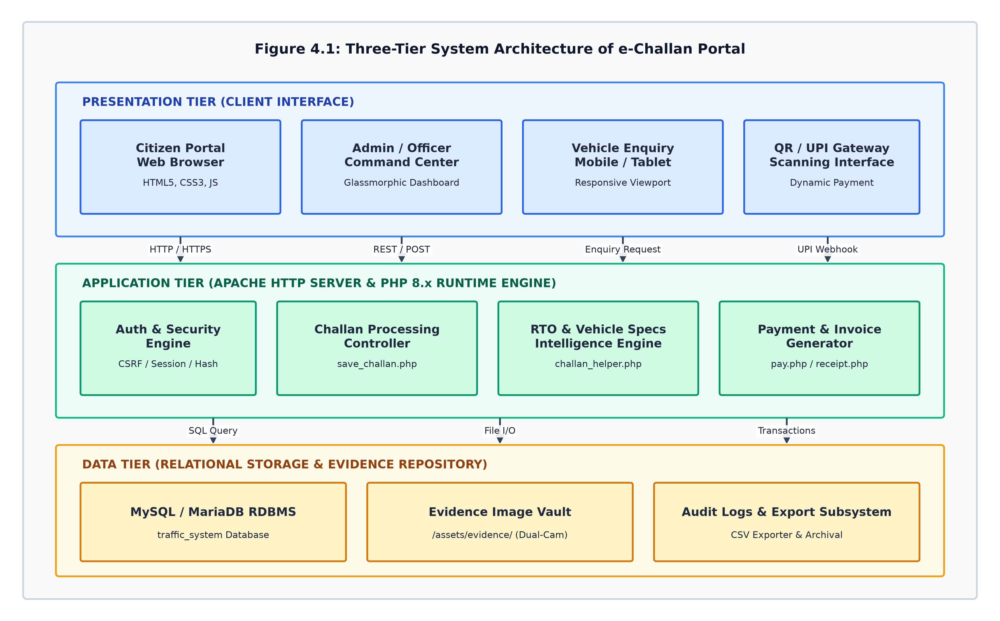 Figure 4.1: Three-Tier System Architecture of e-Challan Portal
PRESENTATION TIER (CLIENT INTERFACE)
Citizen Portal
Web Browser
HTML5, CSS3, JS
Admin / Officer
Command Center
Glassmorphic Dashboard
Vehicle Enquiry
Mobile / Tablet
Responsive Viewport
QR / UPI Gateway
Scanning Interface
Dynamic Payment
HTTP / HTTPS
REST / POST
Enquiry Request
UPI Webhook
APPLICATION TIER (APACHE HTTP SERVER & PHP 8.x RUNTIME ENGINE)
Auth & Security
Engine
CSRF / Session / Hash
Challan Processing
Controller
save_challan.php
RTO & Vehicle Specs
Intelligence Engine
challan_helper.php
Payment & Invoice
Generator
pay.php / receipt.php
SQL Query
File I/O
Transactions
DATA TIER (RELATIONAL STORAGE & EVIDENCE REPOSITORY)
MySQL / MariaDB RDBMS
traffic_system Database
Evidence Image Vault
/assets/evidence/ (Dual-Cam)
Audit Logs & Export Subsystem
CSV Exporter & Archival